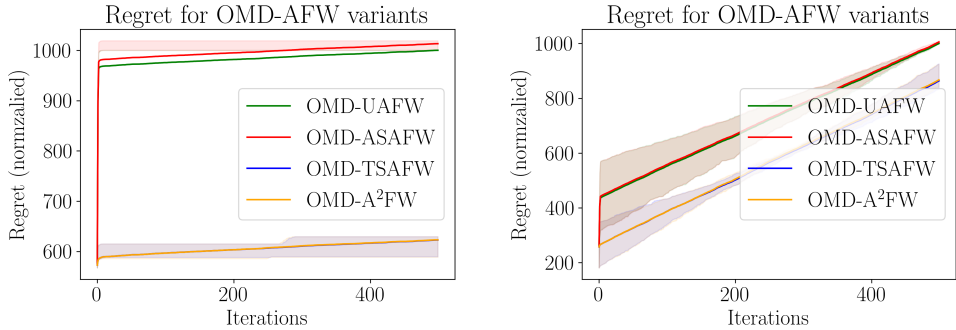 Regret for OMD-AFW variants
1000
900
800
700
600
Regret (normzalied)
OMD-UAFW
OMD-ASAFW
OMD-TSAFW
OMD-A²FW
0
200
400
Iterations
Regret for OMD-AFW variants
1000
800
600
400
200
Regret (normzalied)
OMD-UAFW
OMD-ASAFW
OMD-TSAFW
OMD-A²FW
0
200
400
Iterations